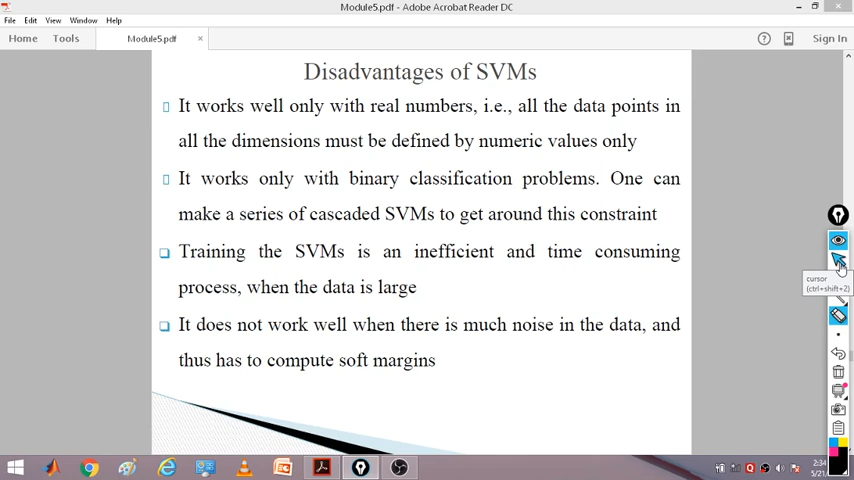 Module5.pdf - Adobe Acrobat Reader DC
File Edit View Window Help
Home Tools Module5.pdf × Sign In
Disadvantages of SVMs
It works well only with real numbers, i.e., all the data points in
all the dimensions must be defined by numeric values only
It works only with binary classification problems. One can
make a series of cascaded SVMs to get around this constraint
Training the SVMs is an inefficient and time consuming
process, when the data is large
It does not work well when there is much noise in the data, and
thus has to compute soft margins
cursor
(ctrl+shift+2)
2:34
5/21/